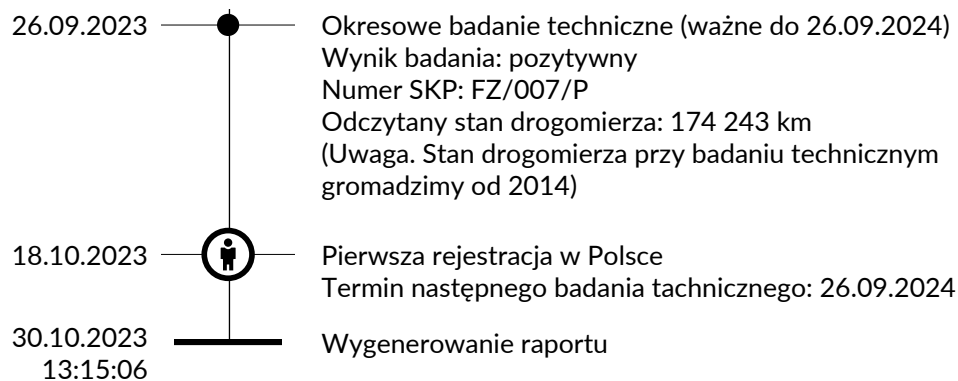 26.09.2023
Okresowe badanie techniczne (ważne do 26.09.2024)
Wynik badania: pozytywny
Numer SKP: FZ/007/P
Odczytany stan drogomierza: 174 243 km
(Uwaga. Stan drogomierza przy badaniu technicznym
gromadzimy od 2014)
18.10.2023
Pierwsza rejestracja w Polsce
Termin następnego badania tachnicznego: 26.09.2024
30.10.2023
13:15:06
Wygenerowanie raportu